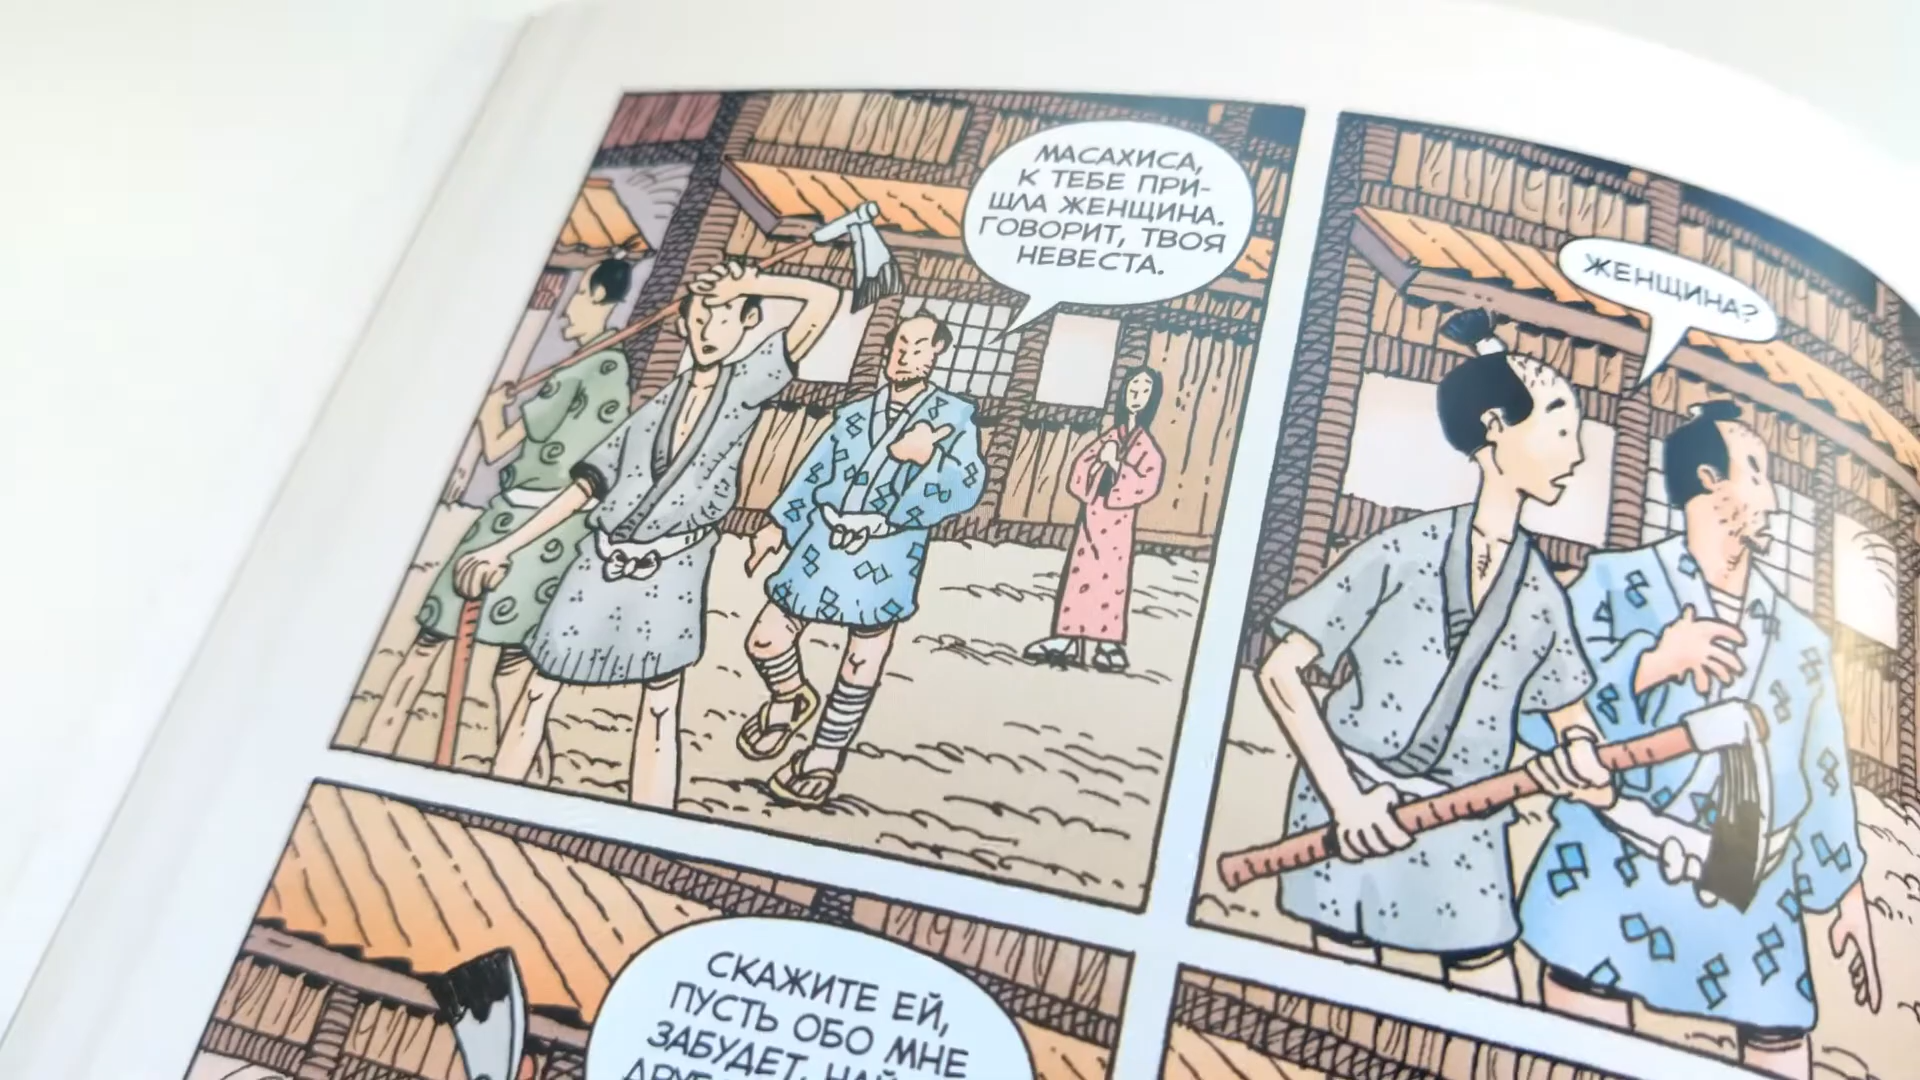 МАСАХИСА,
К ТЕБЕ ПРИ-
ШЛА ЖЕНЩИНА.
ГОВОРИТ, ТВОЯ
НЕВЕСТА.
ЖЕНЩИНА?
СКАЖИТЕ ЕЙ,
ПУСТЬ ОБО МНЕ
ЗАБУДЕТ,